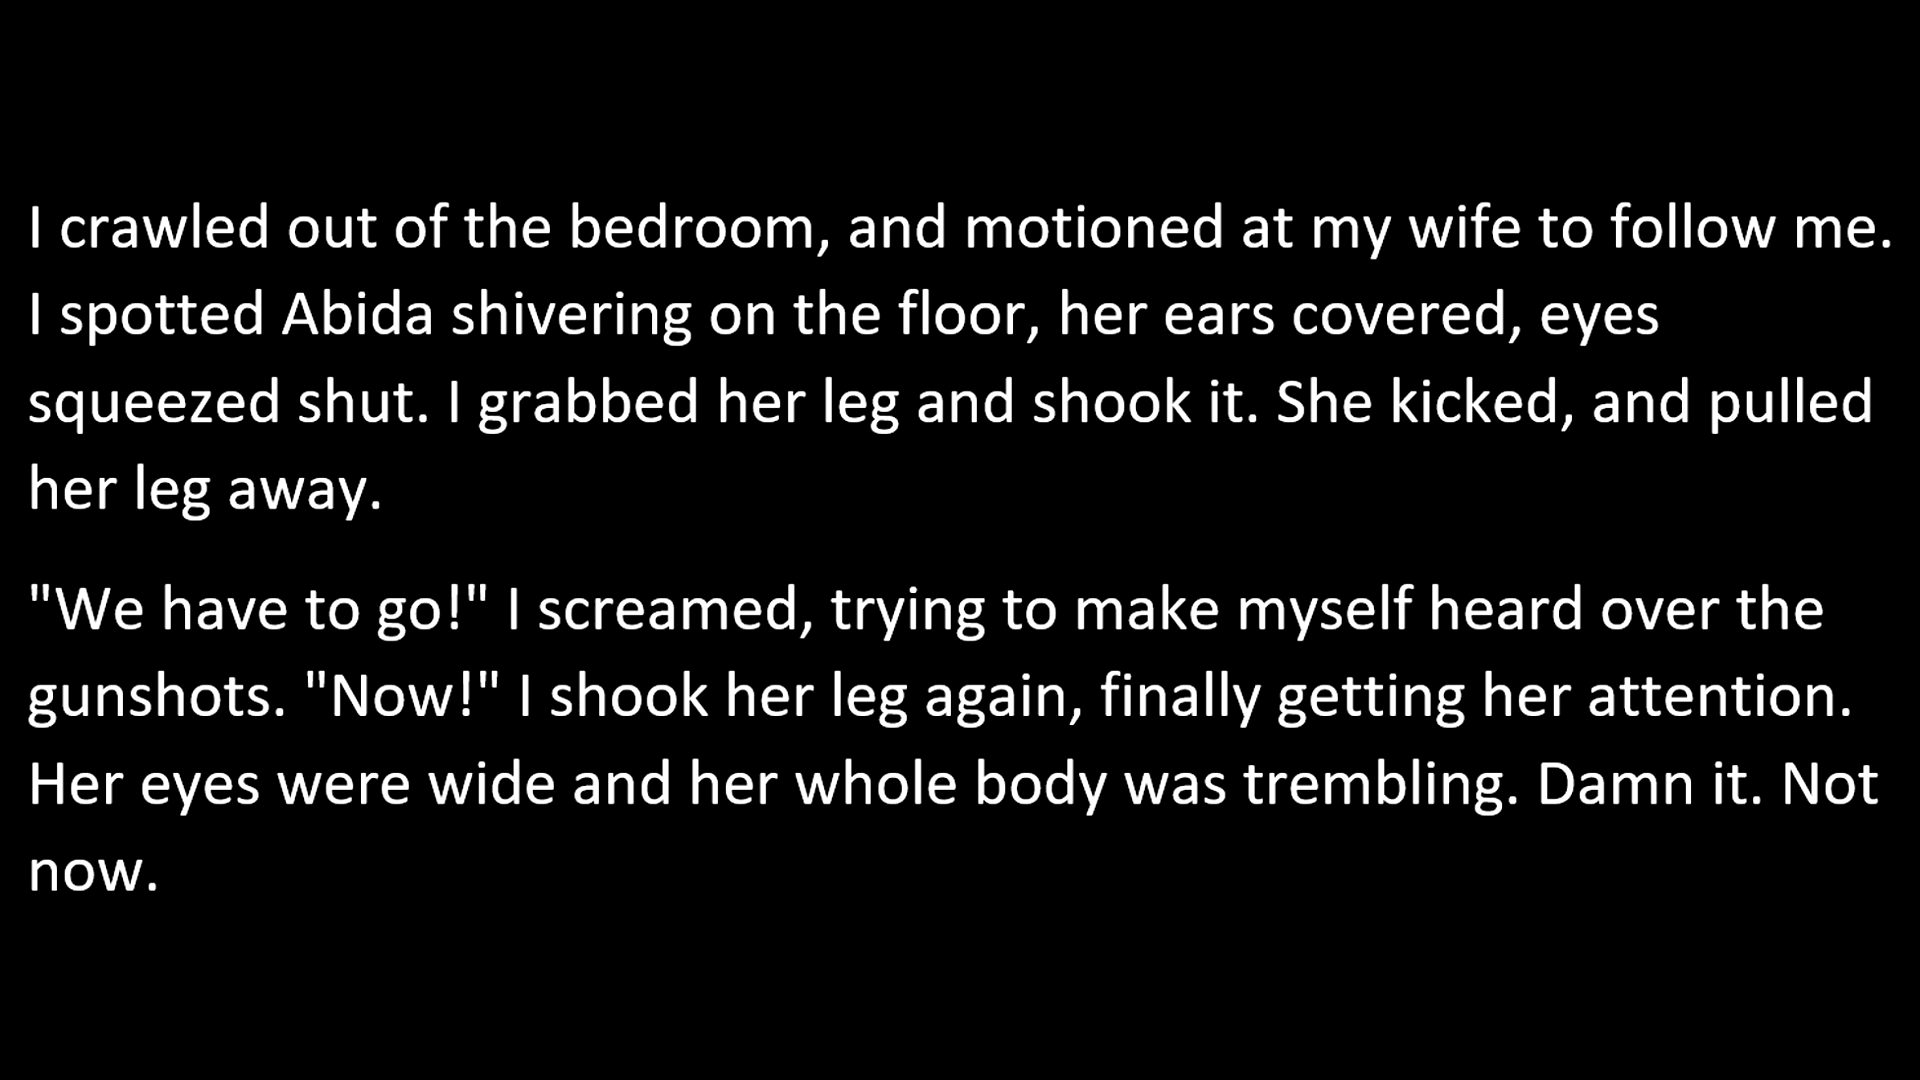 I crawled out of the bedroom, and motioned at my wife to follow me.
I spotted Abida shivering on the floor, her ears covered, eyes
squeezed shut. I grabbed her leg and shook it. She kicked, and pulled
her leg away.
"We have to go!" I screamed, trying to make myself heard over the
gunshots. "Now!" I shook her leg again, finally getting her attention.
Her eyes were wide and her whole body was trembling. Damn it. Not
now.